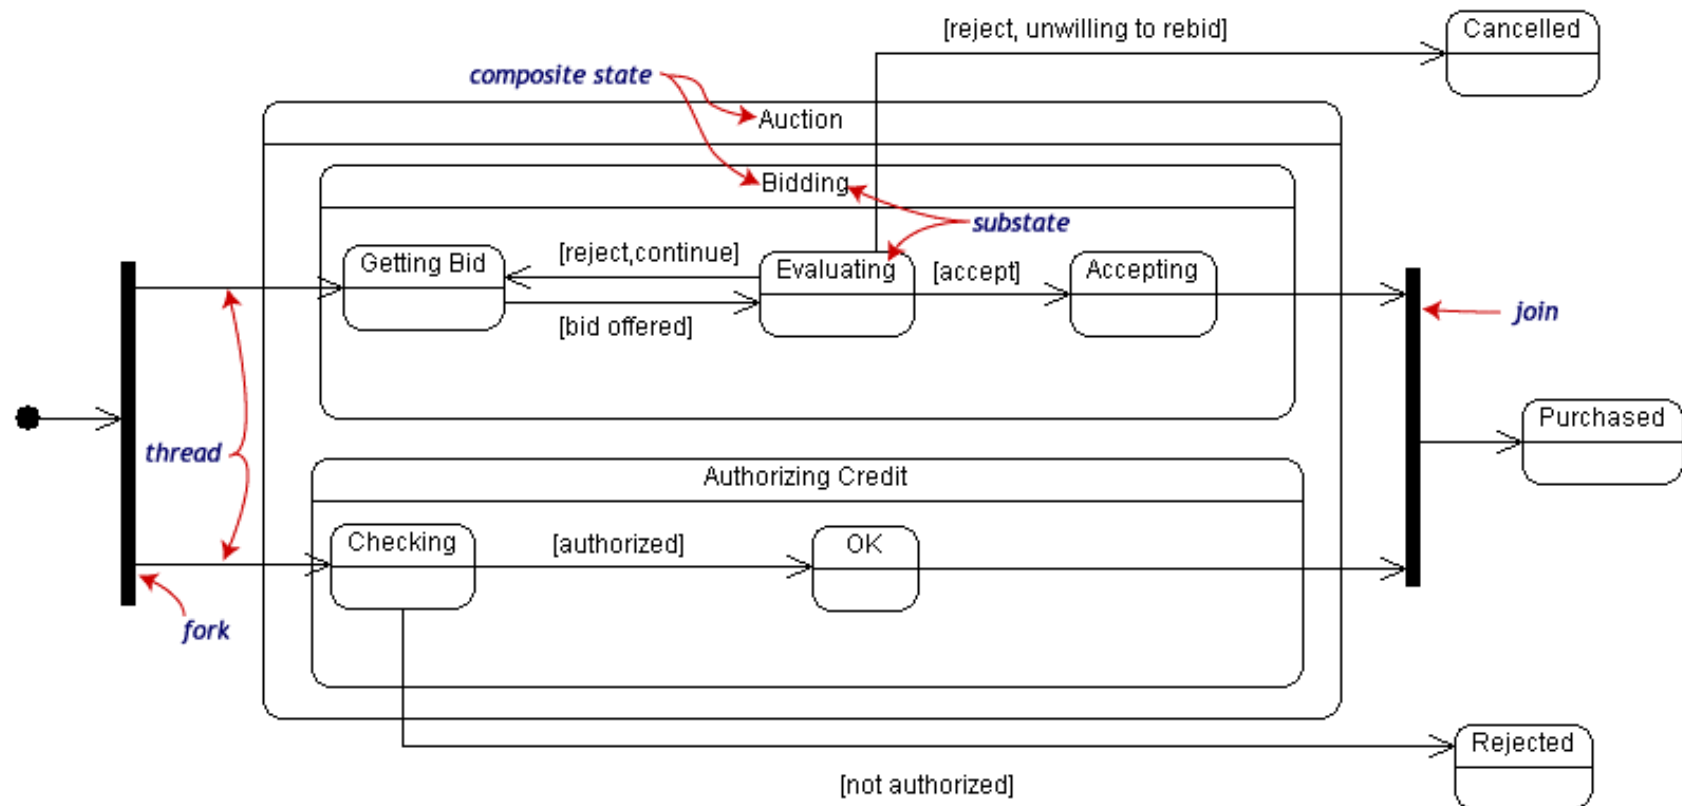 [reject, unwilling to rebid]
Cancelled
composite state
Auction
Bidding
substate
Getting Bid
[reject,continue]
Evaluating
[accept]
Accepting
[bid offered]
join
Purchased
thread
Authorizing Credit
Checking
[authorized]
OK
fork
Rejected
[not authorized]